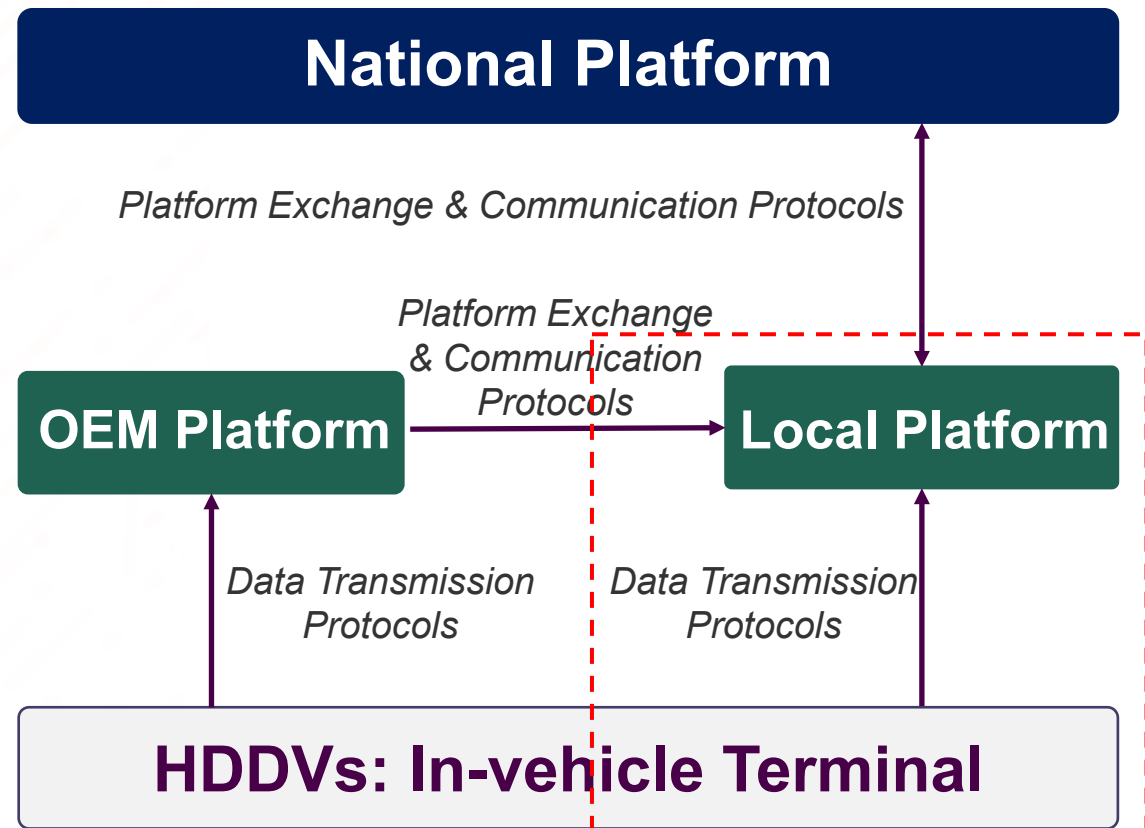 National Platform
Platform Exchange & Communication Protocols
Platform Exchange
& Communication
Protocols
OEM Platform
Local Platform
Data Transmission
Protocols
Data Transmission
Protocols
HDDVs: In-vehicle Terminal